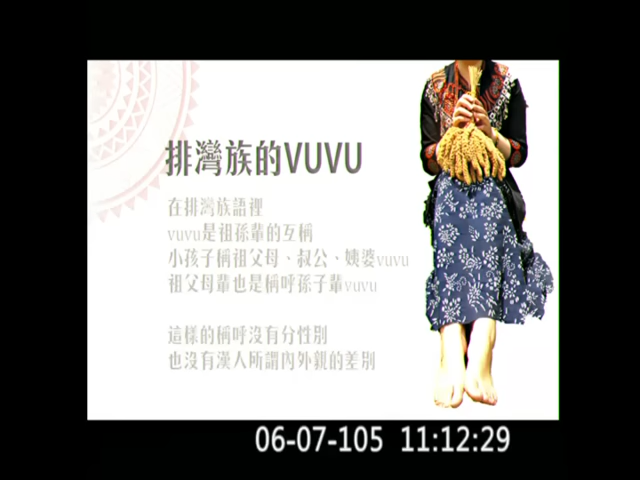 排灣族的VUVU
在排灣族語裡
vuvu是祖孫輩的互稱
小孩子稱祖父母、叔公、姨婆vuvu
祖父母輩也是稱呼孫子輩vuvu
這樣的稱呼沒有分性別
也沒有漢人所謂內外親的差別
06-07-105 11:12:29